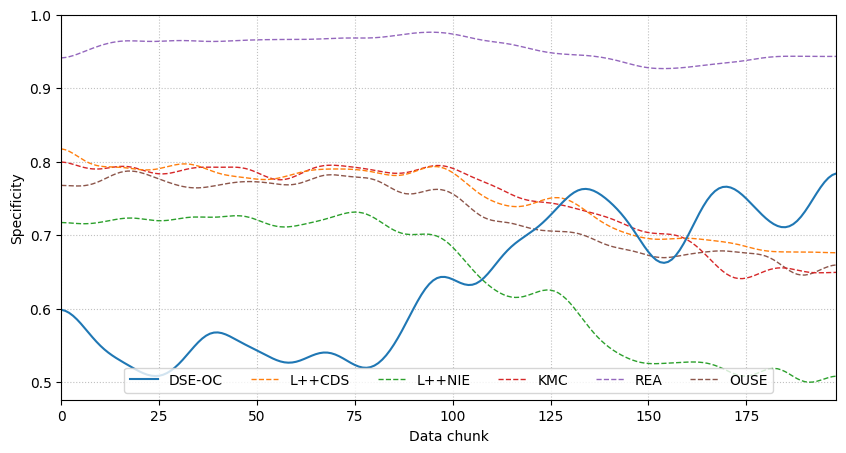 1.0
0.9
0.8
0.7
0.6
0.5
Specificity
DSE-OC L++CDS L++NIE KMC REA OUSE
0 25 50 75 100 125 150 175
Data chunk